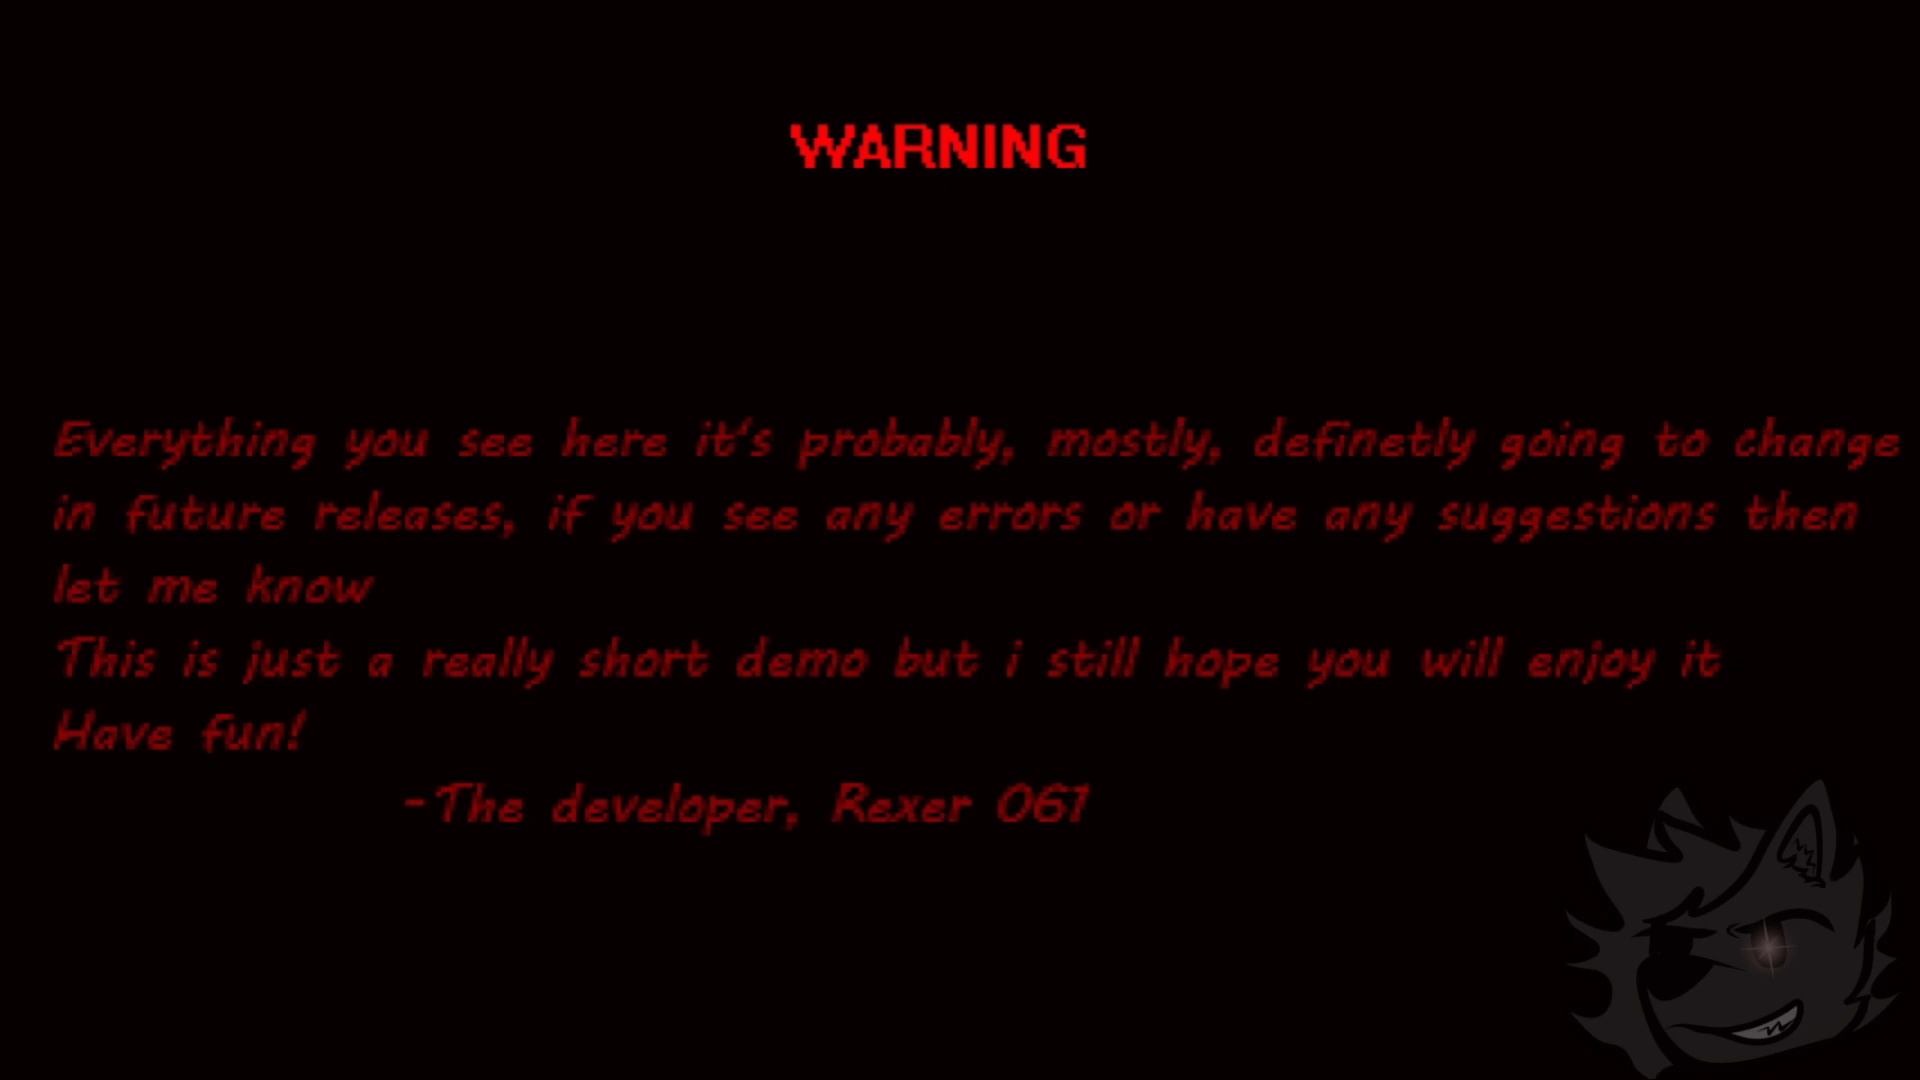 WARNING
Everything you see here it's probably, mostly, definetly going to change
in future releases, if you see any errors or have any suggestions then
let me know
This is just a really short demo but i still hope you will enjoy it
Have fun!
-The developer, Rexer 061